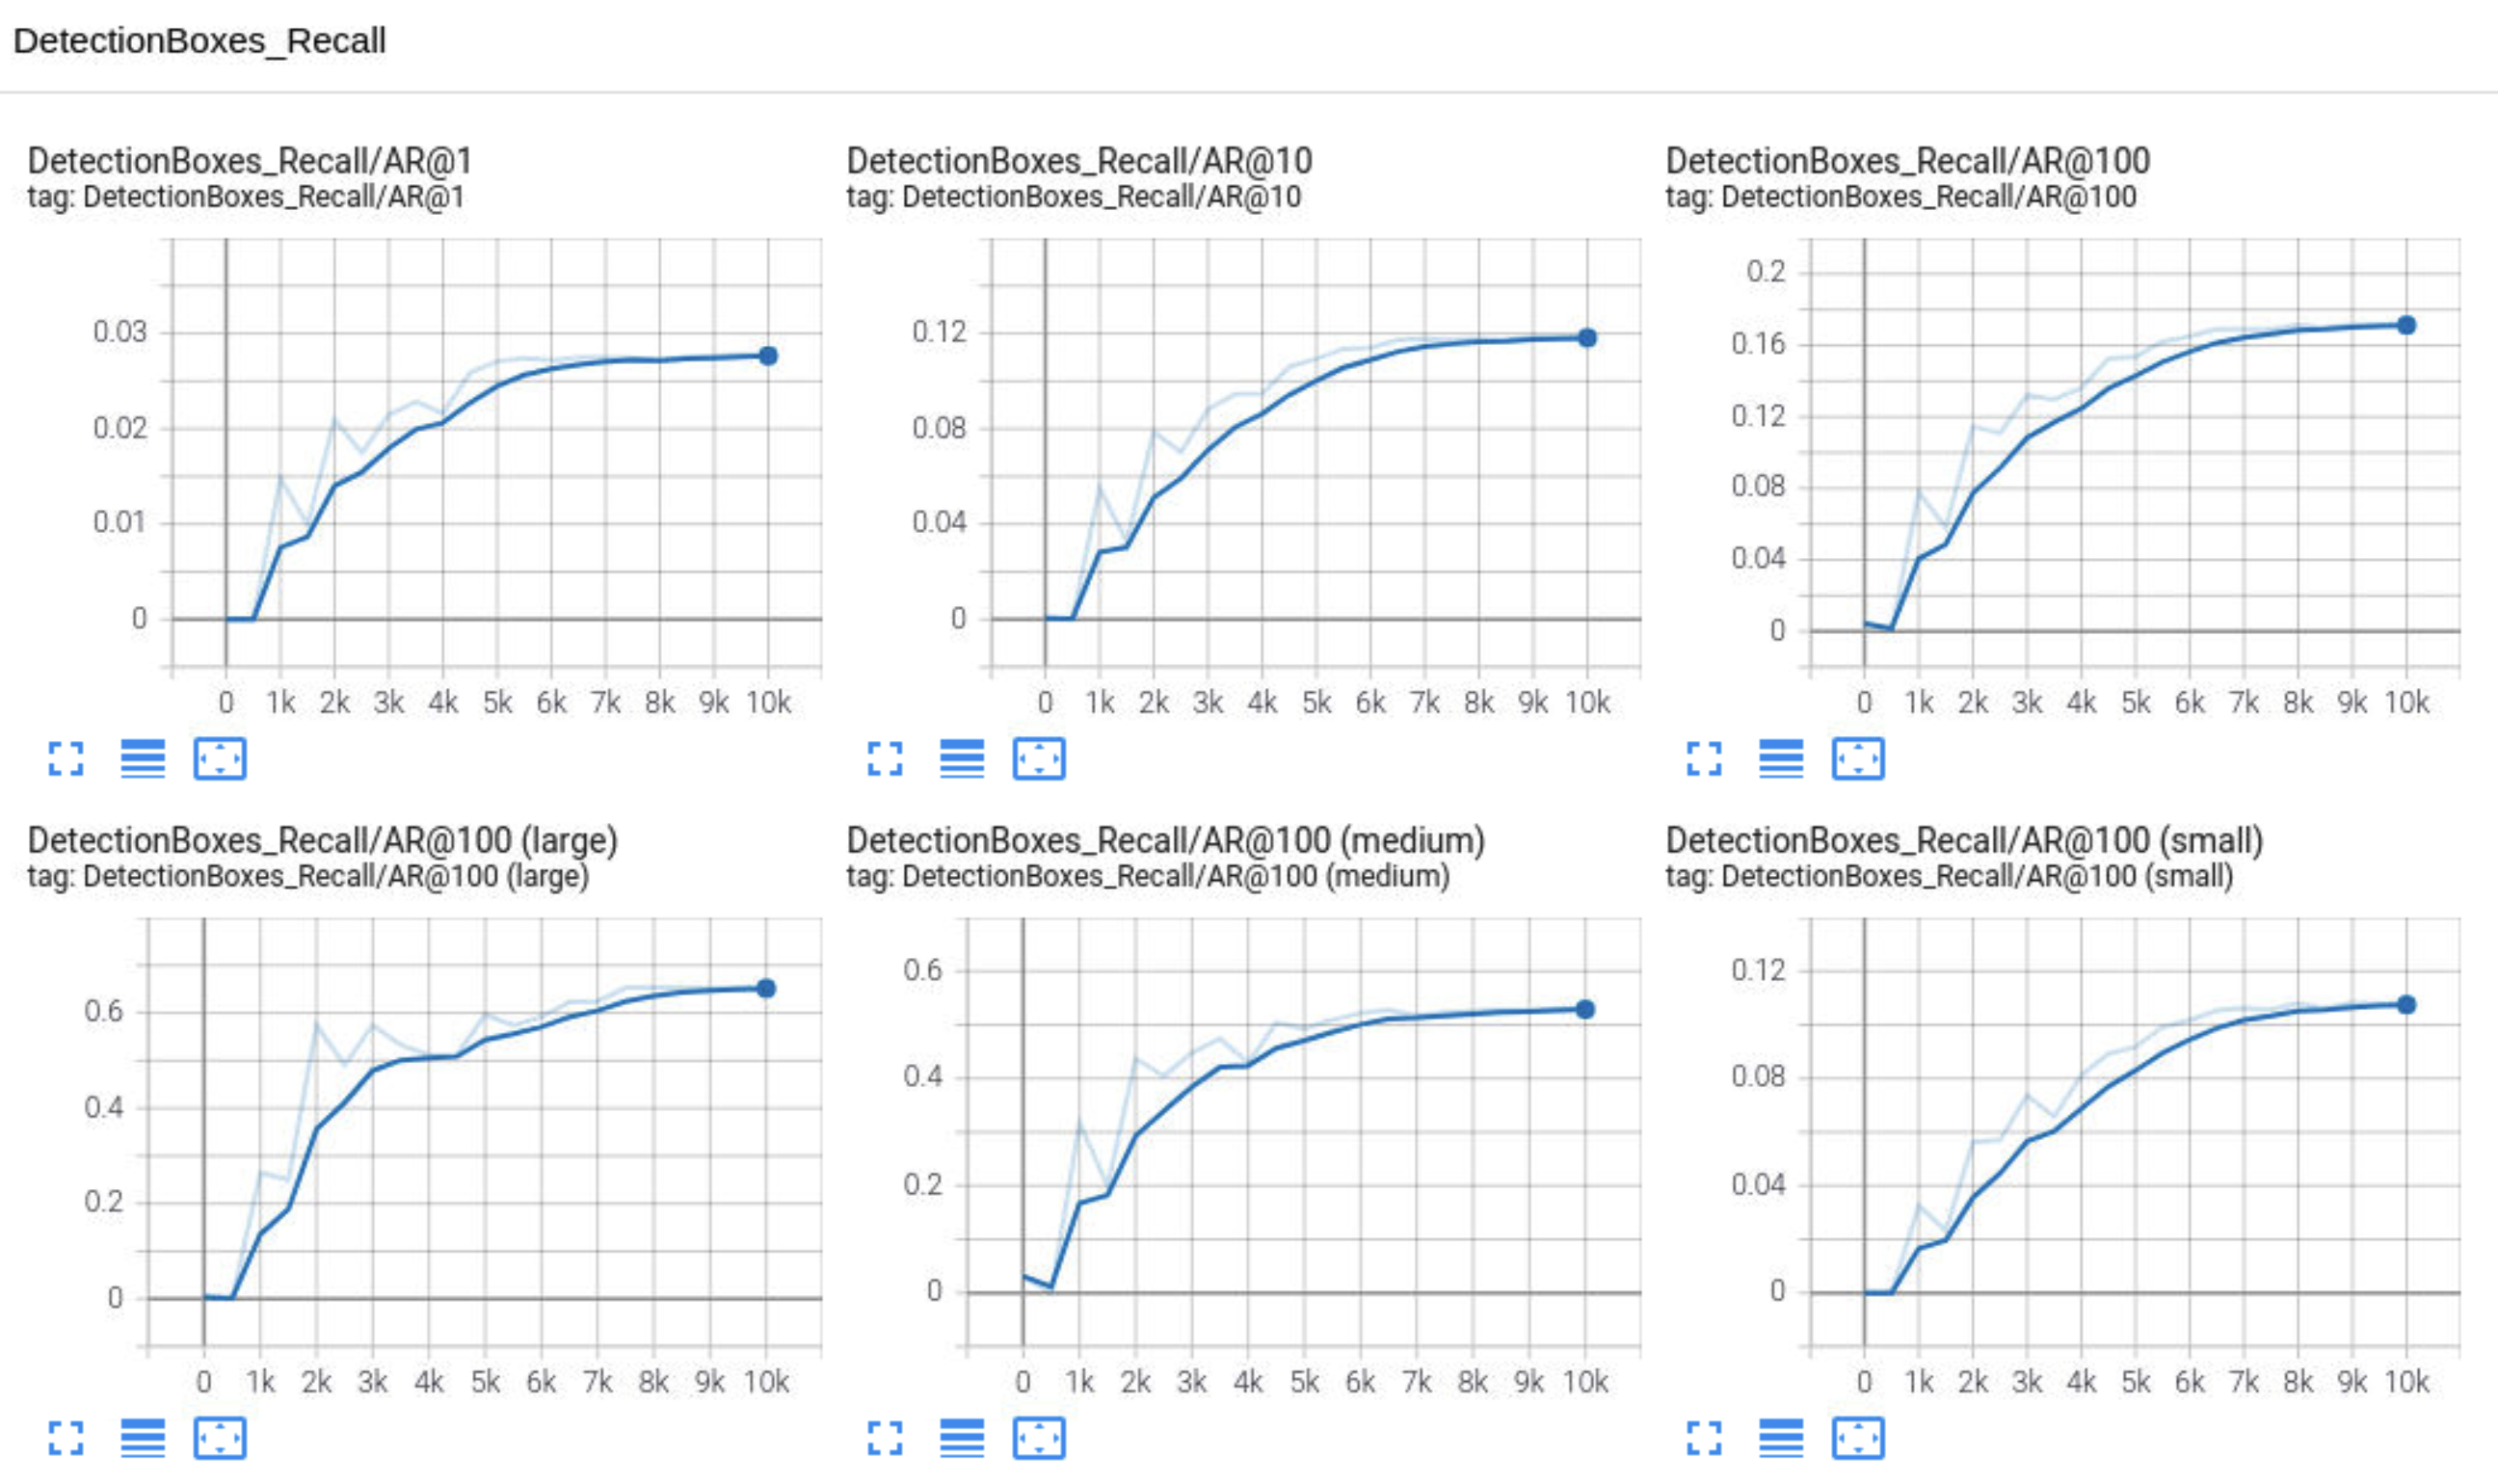 DetectionBoxes_Recall
DetectionBoxes_Recall/AR@1
tag: DetectionBoxes_Recall/AR@1
0.03
0.02
0.01
0
0 1k 2k 3k 4k 5k 6k 7k 8k 9k 10k
DetectionBoxes_Recall/AR@10
tag: DetectionBoxes_Recall/AR@10
0.12
0.08
0.04
0
0 1k 2k 3k 4k 5k 6k 7k 8k 9k 10k
DetectionBoxes_Recall/AR@100
tag: DetectionBoxes_Recall/AR@100
0.2
0.16
0.12
0.08
0.04
0
0 1k 2k 3k 4k 5k 6k 7k 8k 9k 10k
DetectionBoxes_Recall/AR@100 (large)
tag: DetectionBoxes_Recall/AR@100 (large)
0.6
0.4
0.2
0
0 1k 2k 3k 4k 5k 6k 7k 8k 9k 10k
DetectionBoxes_Recall/AR@100 (medium)
tag: DetectionBoxes_Recall/AR@100 (medium)
0.6
0.4
0.2
0
0 1k 2k 3k 4k 5k 6k 7k 8k 9k 10k
DetectionBoxes_Recall/AR@100 (small)
tag: DetectionBoxes_Recall/AR@100 (small)
0.12
0.08
0.04
0
0 1k 2k 3k 4k 5k 6k 7k 8k 9k 10k